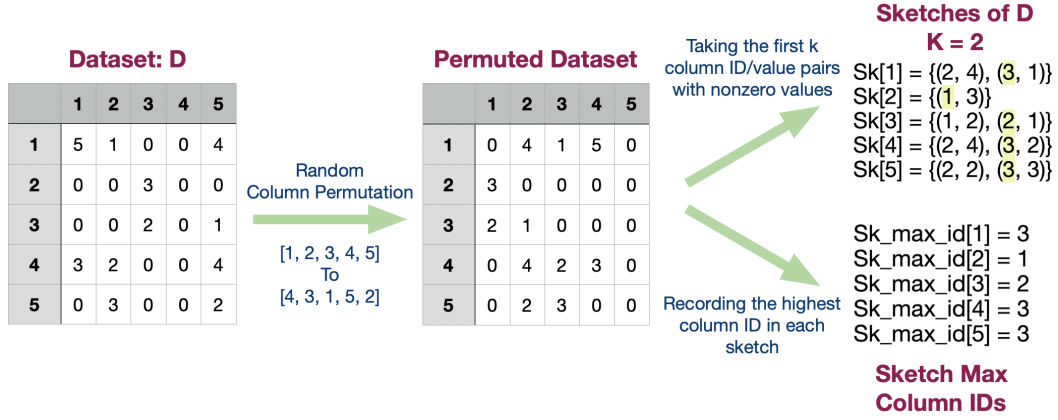 Dataset: D
1 2 3 4 5
1 5 1 0 0 4
2 0 0 3 0 0
3 0 0 2 0 1
4 3 2 0 0 4
5 0 3 0 0 2
Random
Column Permutation
[1, 2, 3, 4, 5]
To
[4, 3, 1, 5, 2]
Permuted Dataset
1 2 3 4 5
1 0 4 1 5 0
2 3 0 0 0 0
3 2 1 0 0 0
4 0 4 2 3 0
5 0 2 3 0 0
Taking the first k
column ID/value pairs
with nonzero values
Sketches of D
K = 2
Sk[1] = {(2, 4), (3, 1)}
Sk[2] = {(1, 3)}
Sk[3] = {(1, 2), (2, 1)}
Sk[4] = {(2, 4), (3, 2)}
Sk[5] = {(2, 2), (3, 3)}
Recording the highest
column ID in each
sketch
Sk_max_id[1] = 3
Sk_max_id[2] = 1
Sk_max_id[3] = 2
Sk_max_id[4] = 3
Sk_max_id[5] = 3
Sketch Max
Column IDs